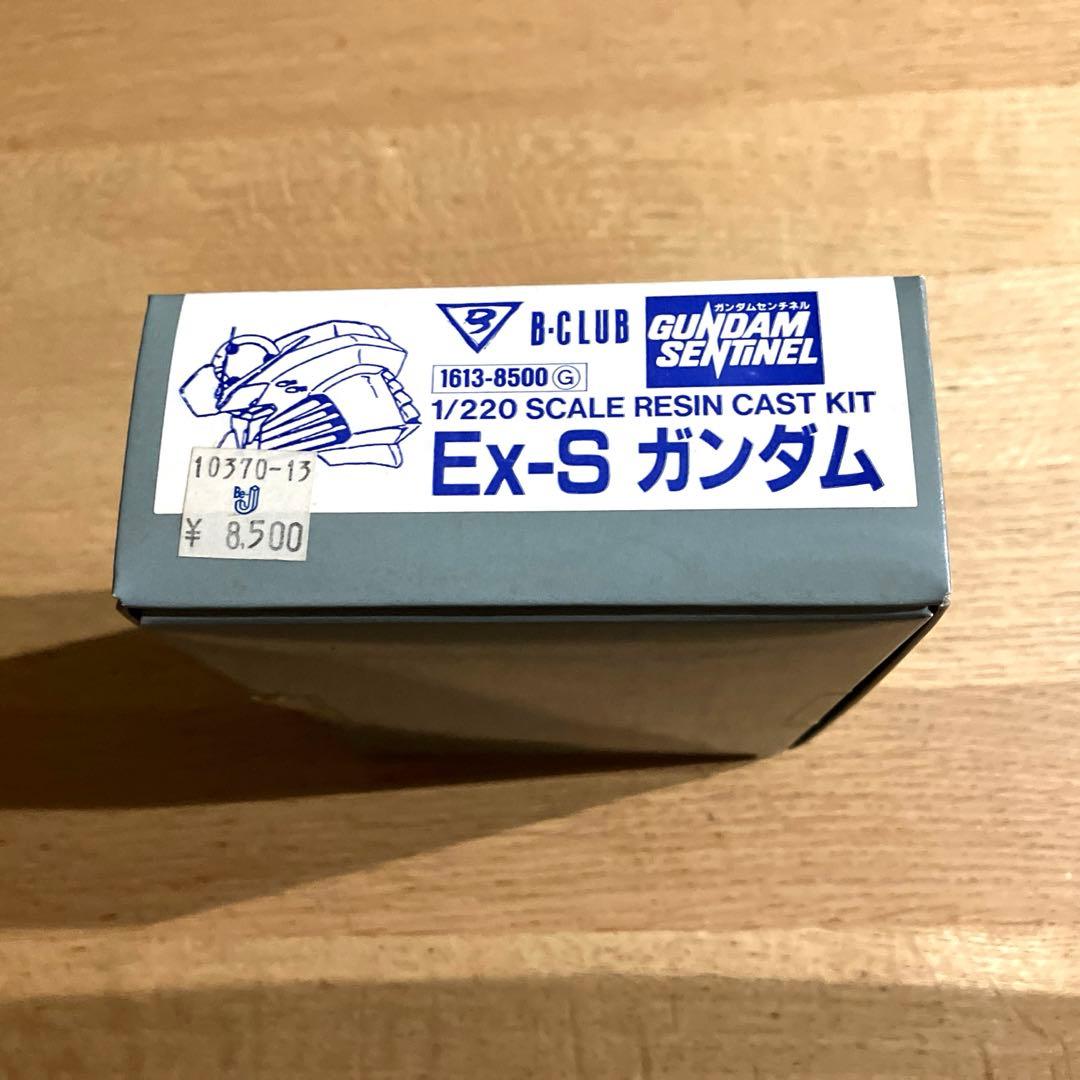 B-CLUB
ガンダムセンチネル
GUNDAM
SENTINEL
1613-8500 G
1/220 SCALE RESIN CAST KIT
Ex-S ガンダム
10370-13
Be-J
¥ 8,500